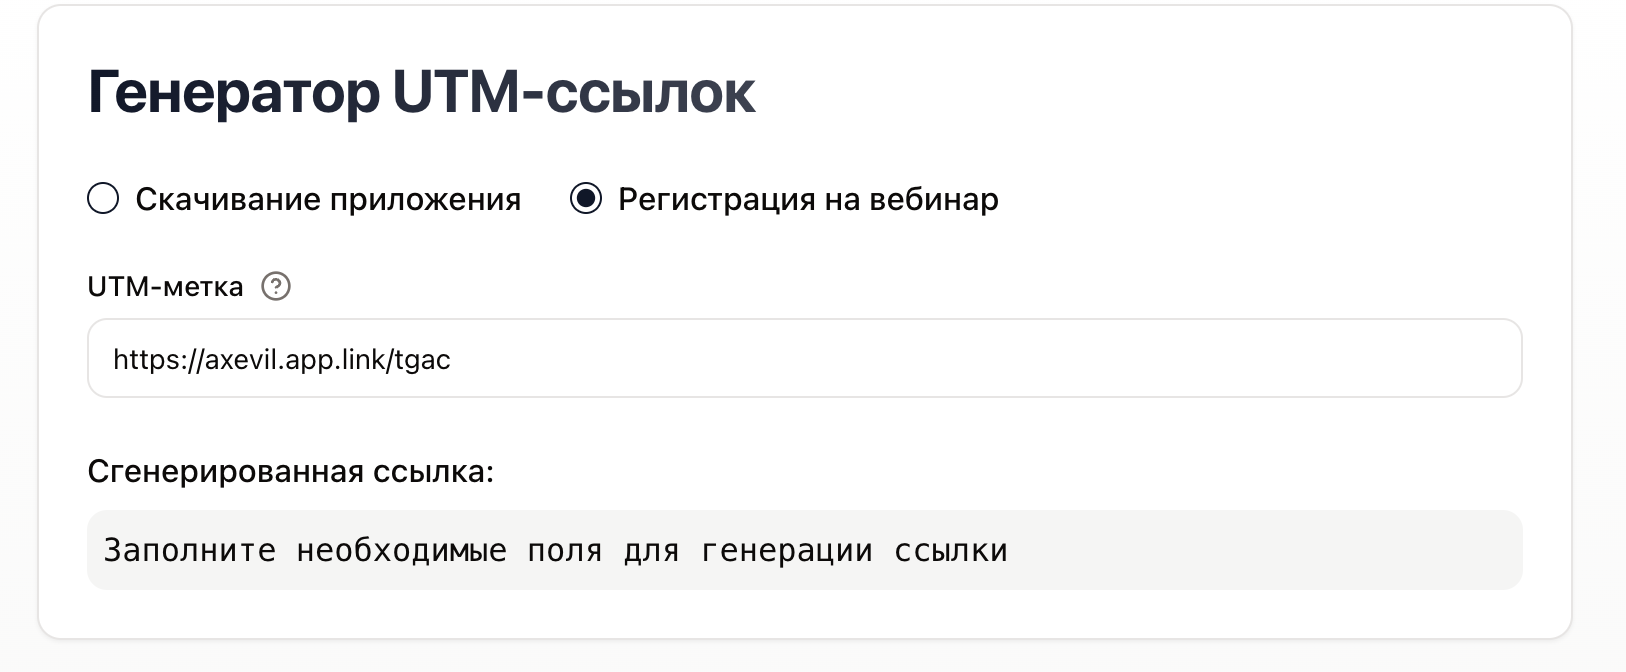 Генератор UTM-ссылок
Скачивание приложения Регистрация на вебинар
UTM-метка ?
https://axevil.app.link/tgac
Сгенерированная ссылка:
Заполните необходимые поля для генерации ссылки